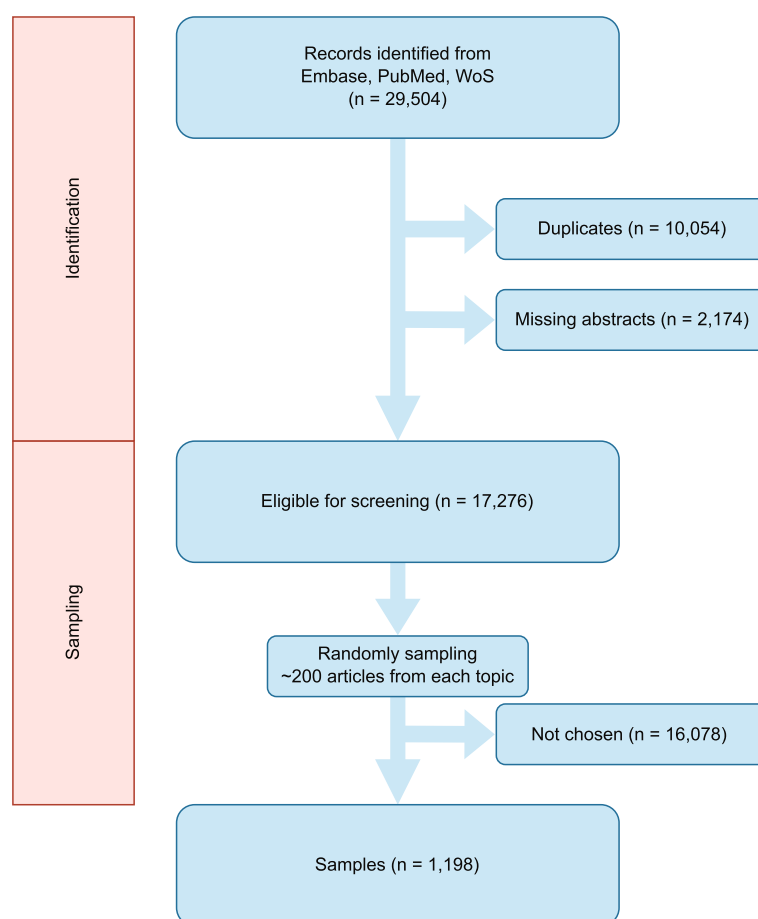 Identification
Records identified from
Embase, PubMed, WoS
(n = 29,504)
Duplicates (n = 10,054)
Missing abstracts (n = 2,174)
Sampling
Eligible for screening (n = 17,276)
Randomly sampling
~200 articles from each topic
Not chosen (n = 16,078)
Samples (n = 1,198)